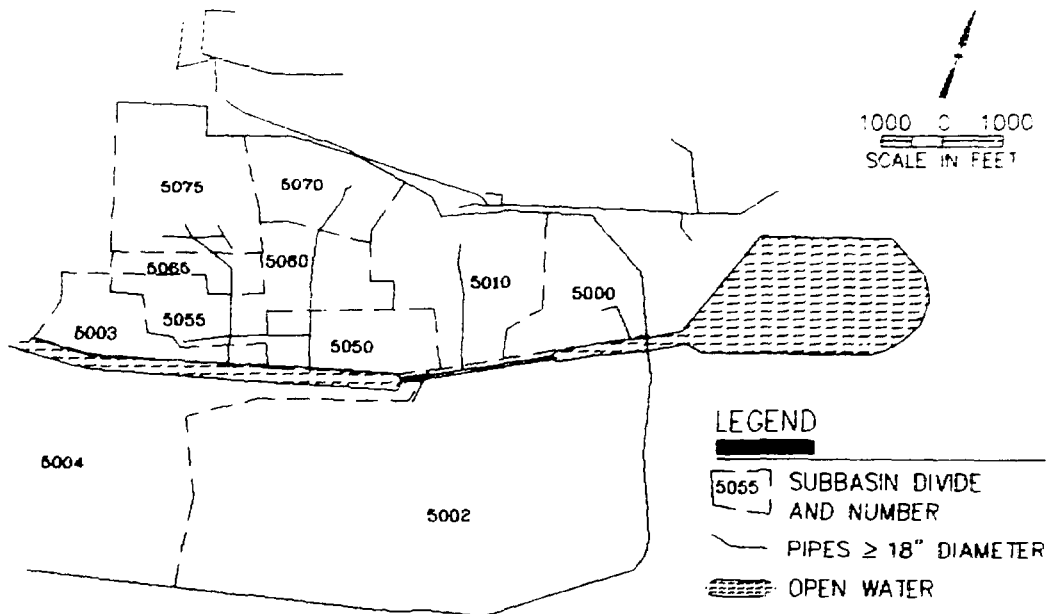 1000 0 1000
SCALE IN FEET
5075
5070
5065
5060
5010
5000
5055
5003
5050
5004
5002
LEGEND
5055
SUBBASIN DIVIDE
AND NUMBER
PIPES ≥ 18" DIAMETER
OPEN WATER